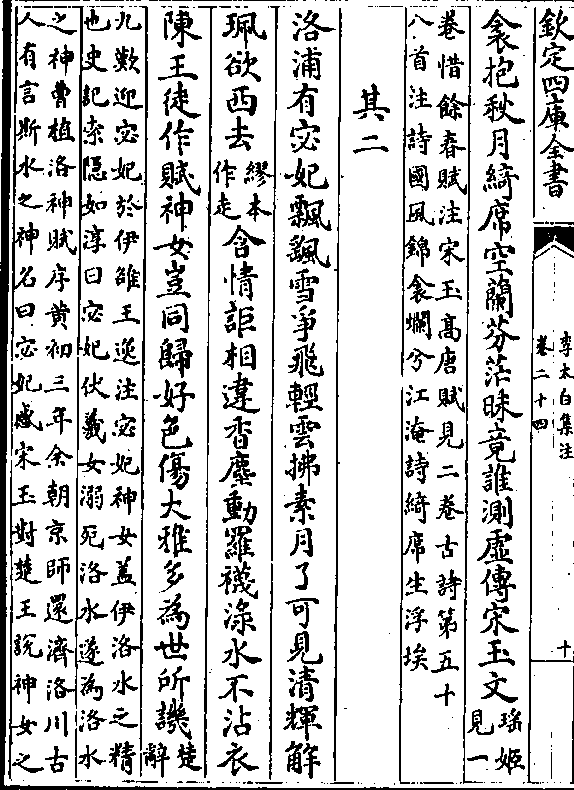 欽定四庫全書
李太白集注
卷二十四
十
衾抱秋月綺席空蘭芬茫昧竟誰測虛傳宋玉文瑤姬見一
卷惜餘春賦注宋玉髙唐賦見二卷古詩第五十
八首注詩國風錦衾爛兮江淹詩綺席生浮埃
其二
洛浦有宓妃飄颻雪爭飛輕雲拂素月了可見清輝解
珮欲西去繆本作走含情詎相違香塵動羅襪淥水不沾衣
陳王徒作賦神女豈同歸好色傷大雅多為世所譏楚辭
九歎迎宓妃於伊雒王逸注宓妃神女蓋伊洛水之精
也史記索隠如淳曰宓妃伏羲女溺死洛水遂為洛水
之神曹植洛神賦序黄初三年余朝京師還濟洛川古
人有言斯水之神名曰宓妃感宋玉對楚王説神女之